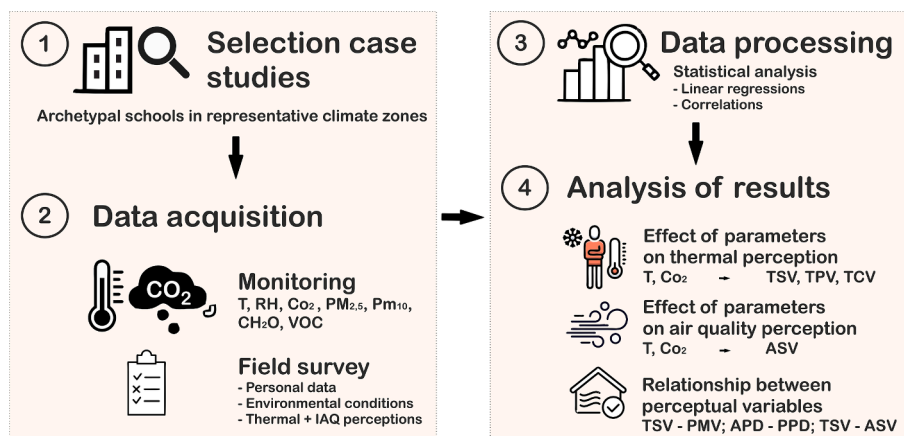 1
Selection case
studies
Archetypal schools in representative climate zones
2
Data acquisition
CO₂
Monitoring
T, RH, Co₂ , PM₂,₅, Pm₁₀,
CH₂O, VOC
Field survey
- Personal data
- Environmental conditions
- Thermal + IAQ perceptions
3
Data processing
Statistical analysis
- Linear regressions
- Correlations
4
Analysis of results
Effect of parameters
on thermal perception
T, Co₂ → TSV, TPV, TCV
Effect of parameters
on air quality perception
T, Co₂ → ASV
Relationship between
perceptual variables
TSV - PMV; APD - PPD; TSV - ASV